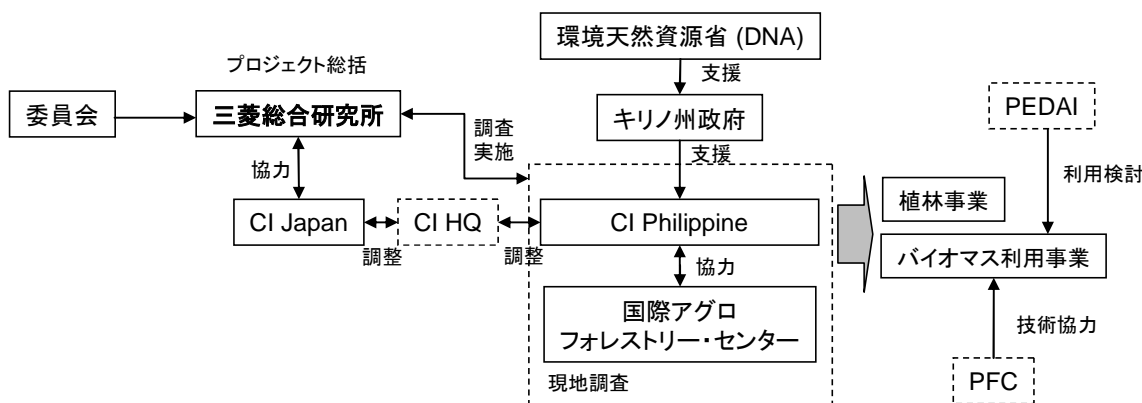 環境天然資源省 (DNA)
プロジェクト総括
支援
委員会
三菱総合研究所
調査
実施
キリノ州政府
PEDAI
協力
支援
利用検討
植林事業
CI Japan
CI HQ
CI Philippine
調整
調整
バイオマス利用事業
協力
国際アグロ
フォレストリー・センター
技術協力
現地調査
PFC